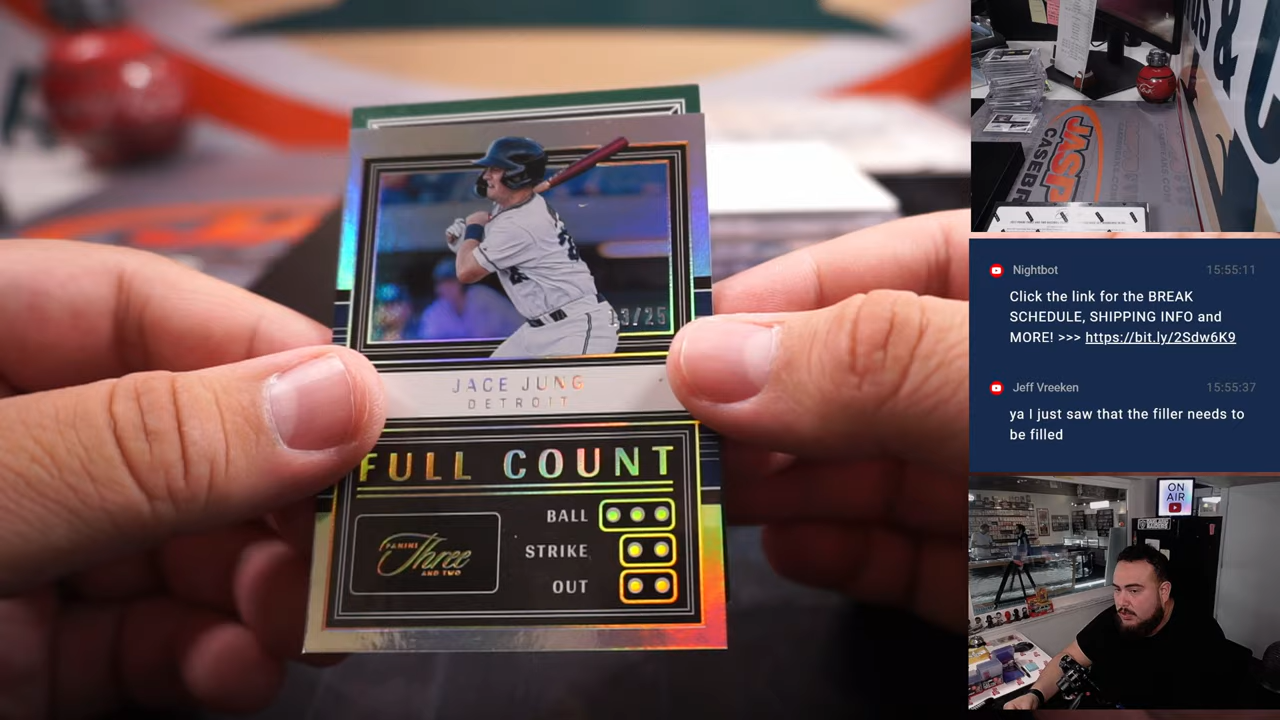 13/25
JACE JUNG
DETROIT
FULL COUNT
BALL
STRIKE
OUT
PANINI
Three
AND TWO
JASP
CASEBR
Nightbot 15:55:11
Click the link for the BREAK
SCHEDULE, SHIPPING INFO and
MORE! >>> https://bit.ly/2Sdw6K9
Jeff Vreeken 15:55:37
ya I just saw that the filler needs to
be filled
ON
AIR